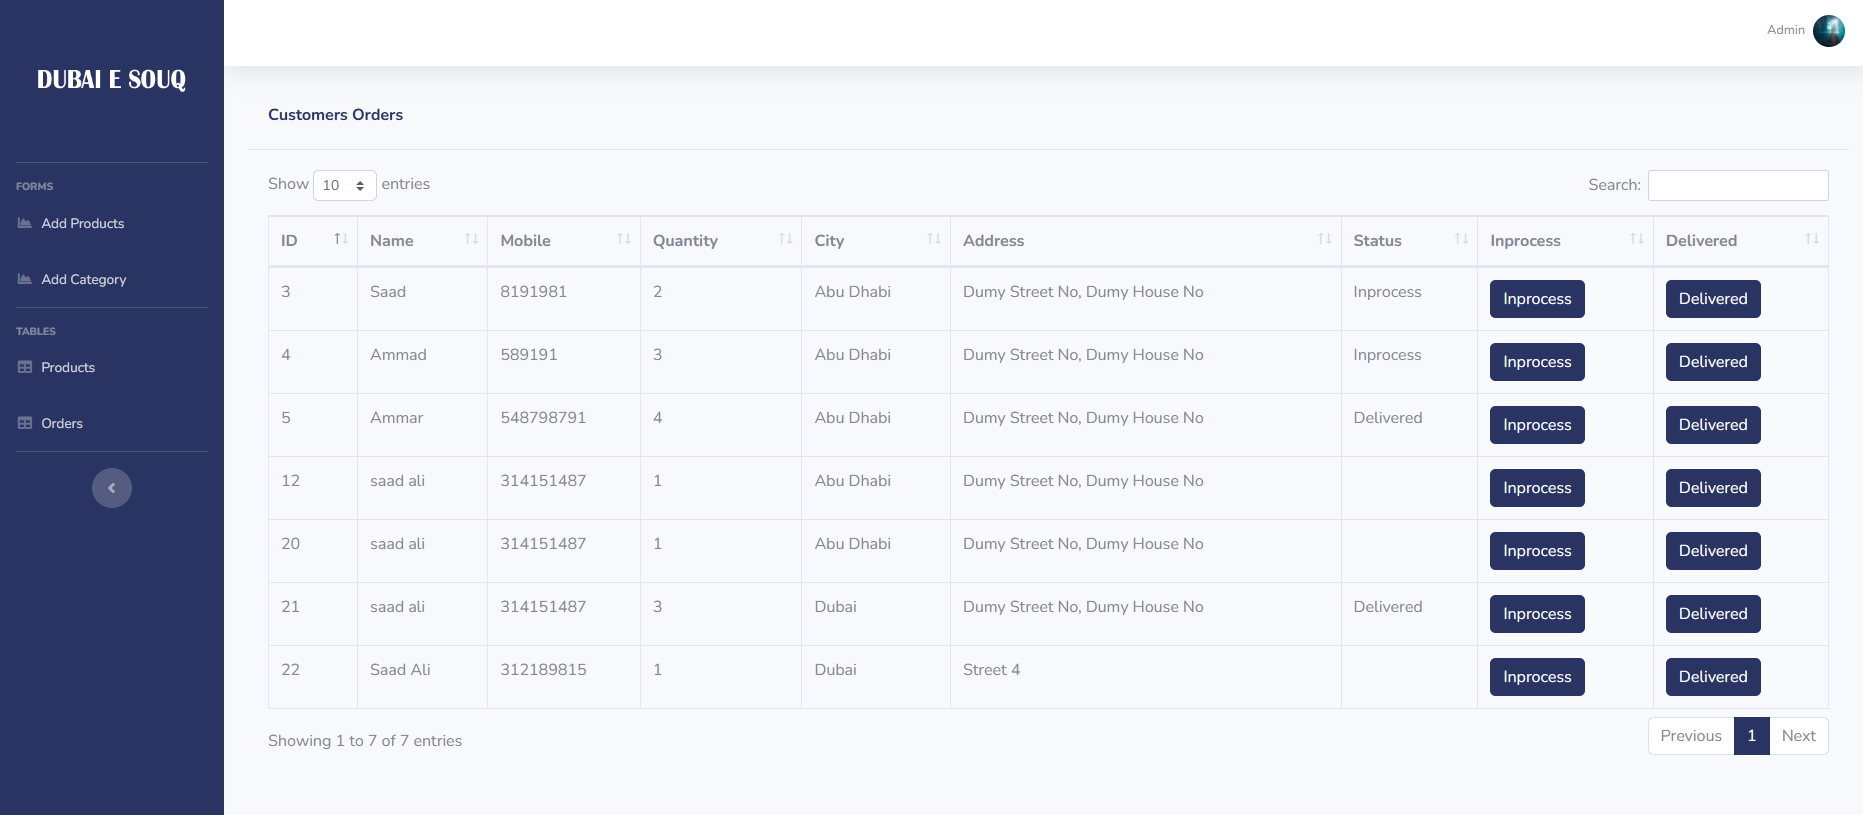 Admin
DUBAI E SOUQ
Customers Orders
FORMS
Add Products
Add Category
TABLES
Products
Orders
Show 10 entries
Search:
ID Name Mobile Quantity City Address Status Inprocess Delivered
3 Saad 8191981 2 Abu Dhabi Dumy Street No, Dumy House No Inprocess Inprocess Delivered
4 Ammad 589191 3 Abu Dhabi Dumy Street No, Dumy House No Inprocess Inprocess Delivered
5 Ammar 548798791 4 Abu Dhabi Dumy Street No, Dumy House No Delivered Inprocess Delivered
12 saad ali 314151487 1 Abu Dhabi Dumy Street No, Dumy House No Inprocess Delivered
20 saad ali 314151487 1 Abu Dhabi Dumy Street No, Dumy House No Inprocess Delivered
21 saad ali 314151487 3 Dubai Dumy Street No, Dumy House No Delivered Inprocess Delivered
22 Saad Ali 312189815 1 Dubai Street 4 Inprocess Delivered
Showing 1 to 7 of 7 entries
Previous 1 Next